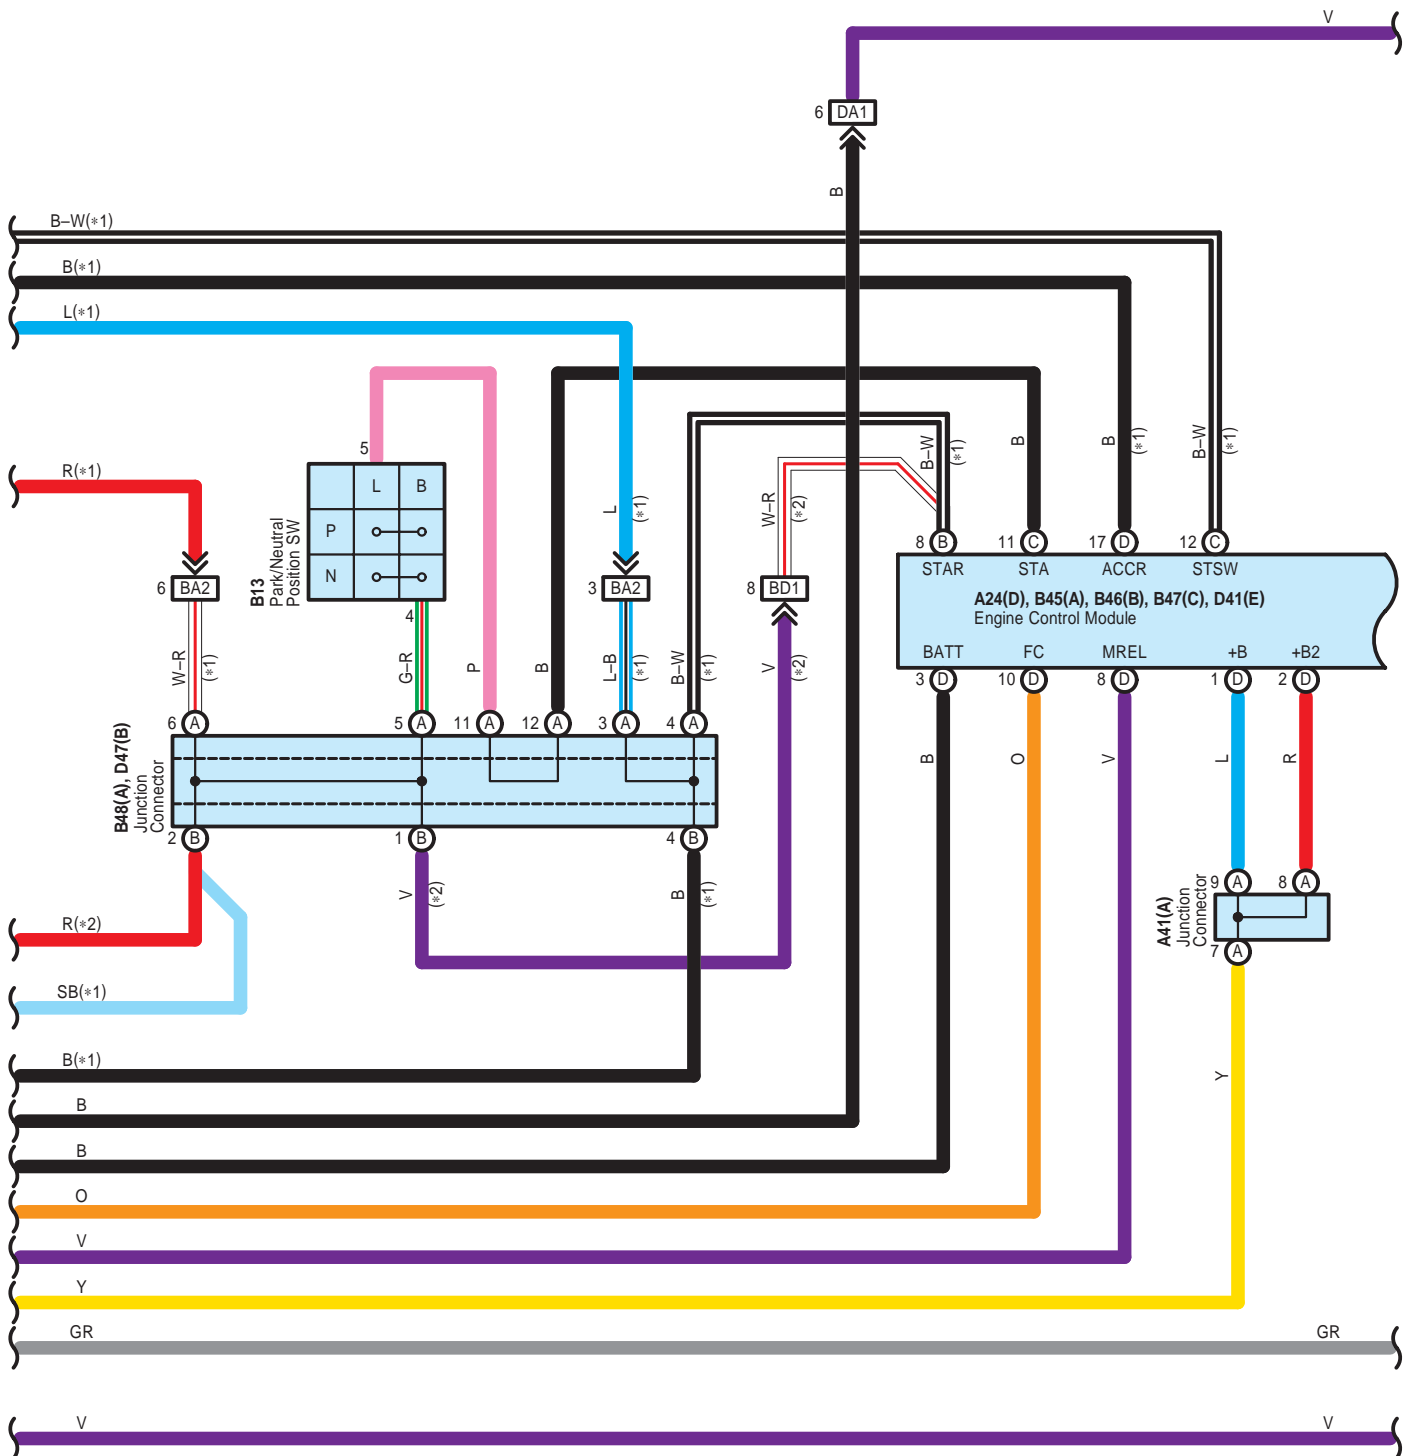 V
6 DA1
B
B–W(∗1)
B(∗1)
L(∗1)
R(∗1)
5
L B
P
N
B13
Park/Neutral
Position SW
4
L
(∗1)
W–R
(∗2)
B–W
(∗1)
B
B
(∗1)
B–W
(∗1)
8 B
11 C
17 D
12 C
STAR STA ACCR STSW
A24(D), B45(A), B46(B), B47(C), D41(E)
Engine Control Module
BATT FC MREL +B +B2
3 D
10 D
8 D
1 D
2 D
6 BA2
3 BA2
8 BD1
W–R
(∗1)
G–R
P
B
L–B
(∗1)
B–W
(∗1)
V
(∗2)
B
O
V
L
R
6 A
5 A
11 A
12 A
3 A
4 A
B48(A), D47(B)
Junction
Connector
2 B
1 B
4 B
V
(∗2)
B
(∗1)
9 A
8 A
A41(A)
Junction
Connector
7 A
R(∗2)
SB(∗1)
B(∗1)
Y
B
B
O
V
Y
GR
GR
V
V